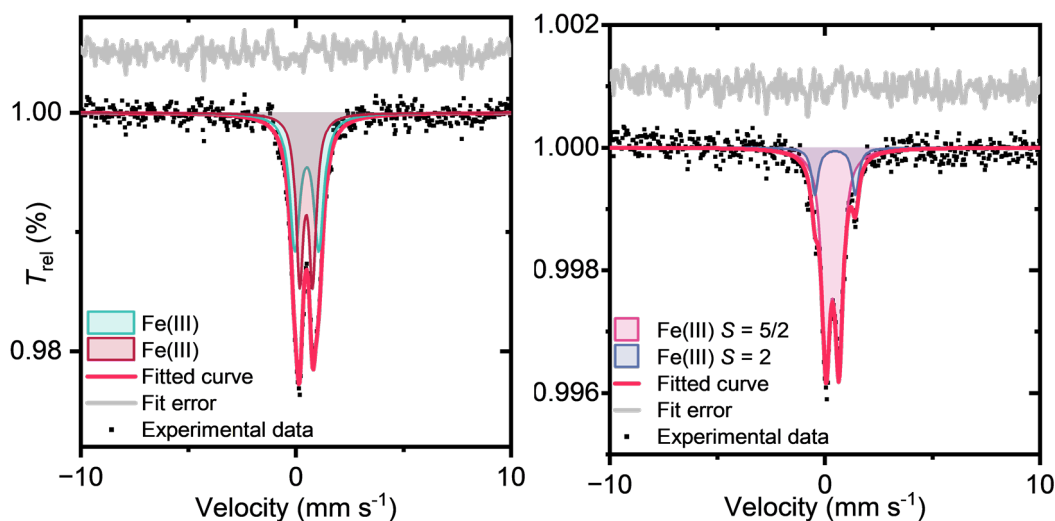 1.00
0.98
T_rel (%)
Fe(III)
Fe(III)
Fitted curve
Fit error
Experimental data
−10 0 10
Velocity (mm s⁻¹)
1.002
1.000
0.998
0.996
Fe(III) S = 5/2
Fe(III) S = 2
Fitted curve
Fit error
Experimental data
−10 0 10
Velocity (mm s⁻¹)